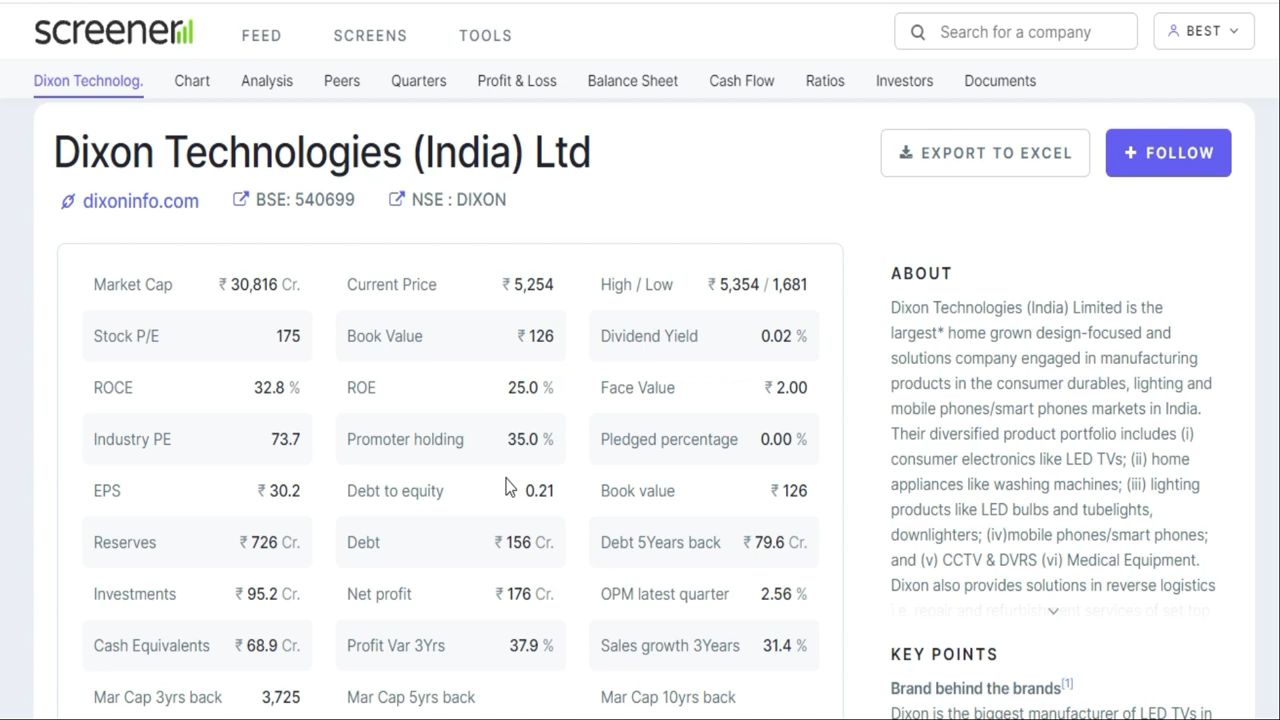 screener FEED SCREENS TOOLS Search for a company BEST
Dixon Technolog. Chart Analysis Peers Quarters Profit & Loss Balance Sheet Cash Flow Ratios Investors Documents
Dixon Technologies (India) Ltd
EXPORT TO EXCEL + FOLLOW
dixoninfo.com BSE: 540699 NSE : DIXON
Market Cap ₹ 30,816 Cr. Current Price ₹ 5,254 High / Low ₹ 5,354 / 1,681
Stock P/E 175 Book Value ₹ 126 Dividend Yield 0.02 %
ROCE 32.8 % ROE 25.0 % Face Value ₹ 2.00
Industry PE 73.7 Promoter holding 35.0 % Pledged percentage 0.00 %
EPS ₹ 30.2 Debt to equity 0.21 Book value ₹ 126
Reserves ₹ 726 Cr. Debt ₹ 156 Cr. Debt 5Years back ₹ 79.6 Cr.
Investments ₹ 95.2 Cr. Net profit ₹ 176 Cr. OPM latest quarter 2.56 %
Cash Equivalents ₹ 68.9 Cr. Profit Var 3Yrs 37.9 % Sales growth 3Years 31.4 %
Mar Cap 3yrs back 3,725 Mar Cap 5yrs back Mar Cap 10yrs back
ABOUT
Dixon Technologies (India) Limited is the
largest* home grown design-focused and
solutions company engaged in manufacturing
products in the consumer durables, lighting and
mobile phones/smart phones markets in India.
Their diversified product portfolio includes (i)
consumer electronics like LED TVs; (ii) home
appliances like washing machines; (iii) lighting
products like LED bulbs and tubelights,
downlighters; (iv)mobile phones/smart phones;
and (v) CCTV & DVRS (vi) Medical Equipment.
Dixon also provides solutions in reverse logistics
i.e. repair and refurbishment services of set top
KEY POINTS
Brand behind the brands[1]
Dixon is the biggest manufacturer of LED TVs in